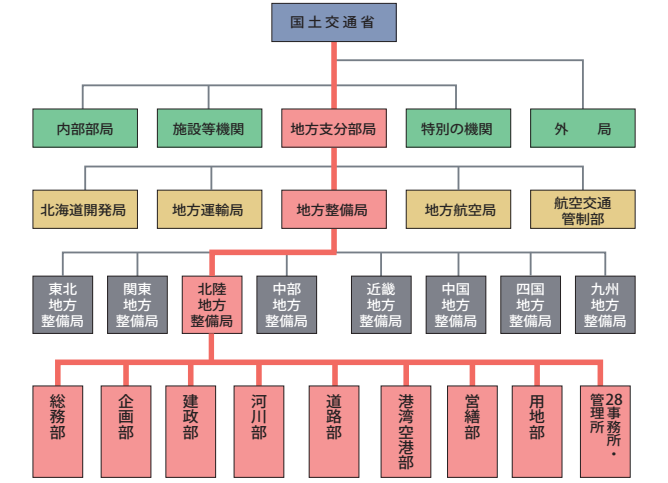 国土交通省
内部部局
施設等機関
地方支分部局
特別の機関
外　局
北海道開発局
地方運輸局
地方整備局
地方航空局
航空交通
管制部
東北
地方
整備局
関東
地方
整備局
北陸
地方
整備局
中部
地方
整備局
近畿
地方
整備局
中国
地方
整備局
四国
地方
整備局
九州
地方
整備局
総務部
企画部
建政部
河川部
道路部
港湾空港部
営繕部
用地部
28事務所・
管理所